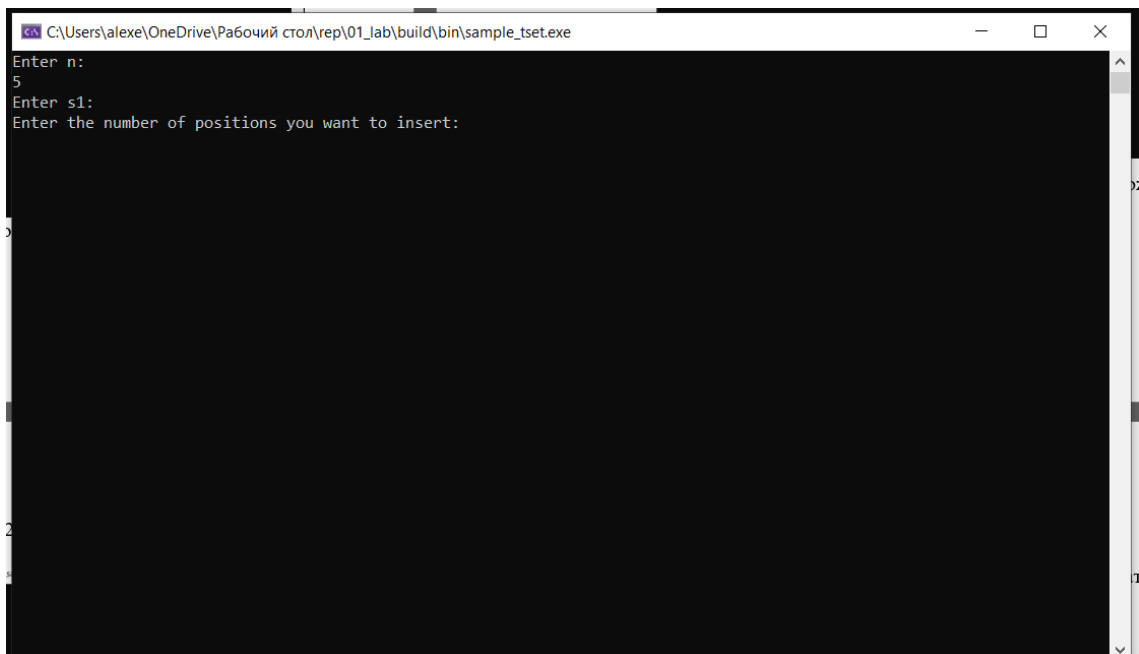 C:\Users\alexe\OneDrive\Рабочий стол\rep\01_lab\build\bin\sample_tset.exe
Enter n:
5
Enter s1:
Enter the number of positions you want to insert: